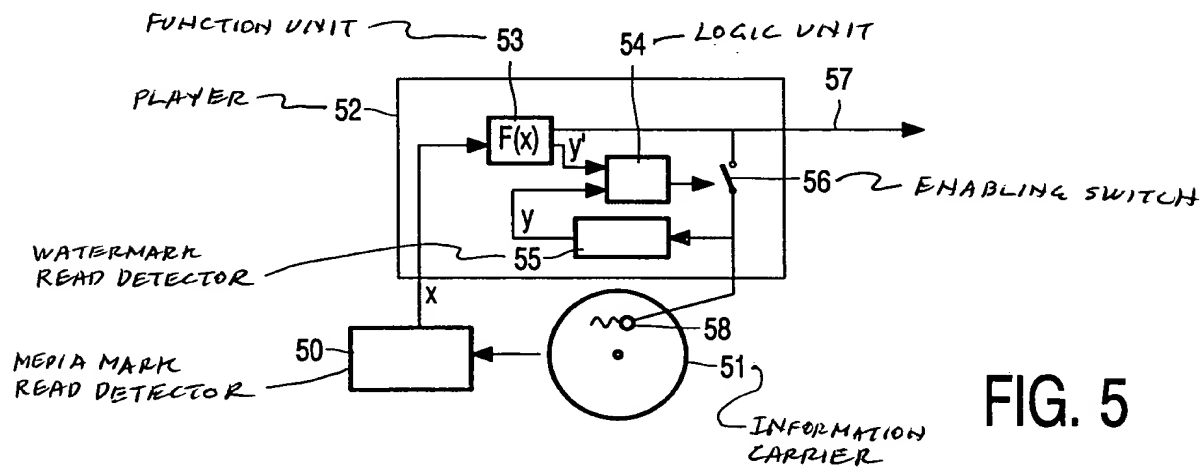 FUNCTION UNIT 53 54 LOGIC UNIT
57
PLAYER 52
F(x)
y'
56 ENABLING SWITCH
y
WATERMARK
READ DETECTOR 55
x
58
50
51
MEDIA MARK
READ DETECTOR
INFORMATION
CARRIER
FIG. 5